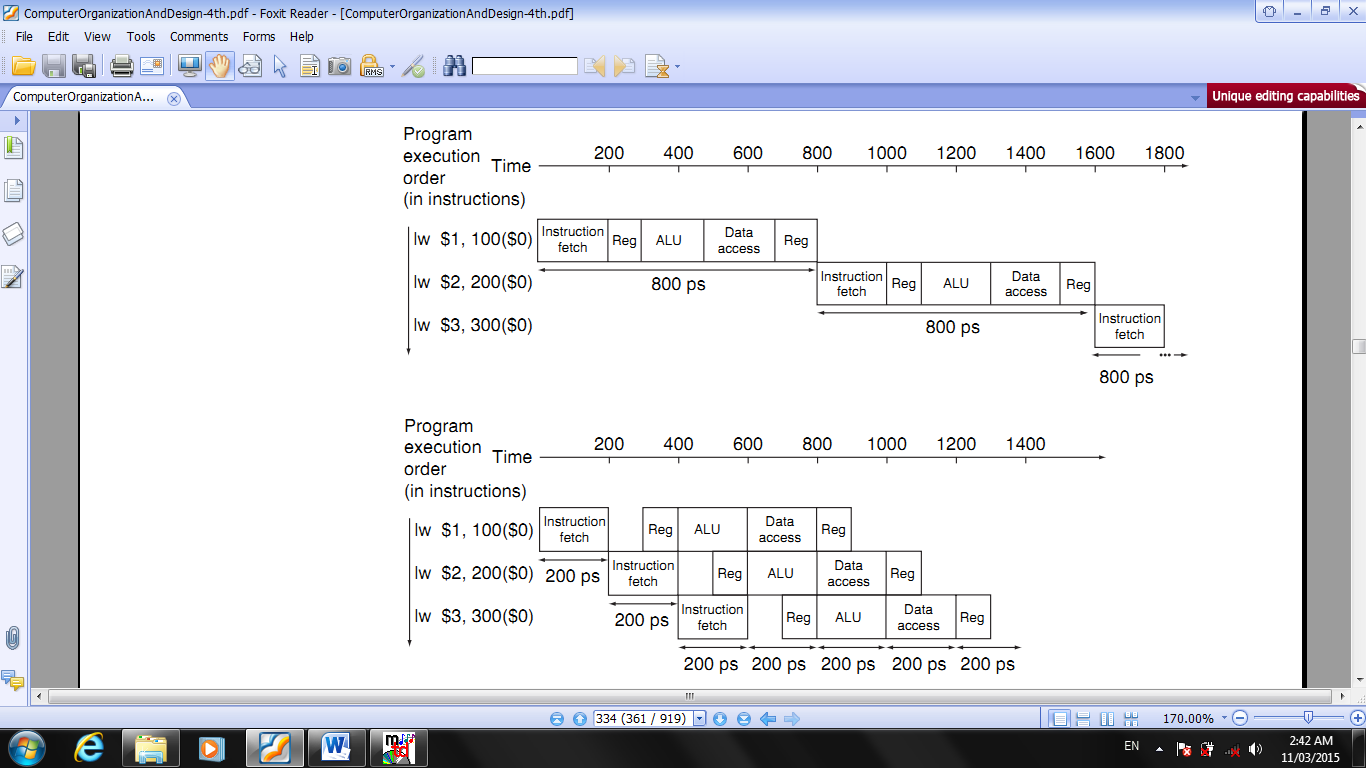 ComputerOrganizationAndDesign-4th.pdf - Foxit Reader - [ComputerOrganizationAndDesign-4th.pdf]
File Edit View Tools Comments Forms Help
RMS
ComputerOrganizationA...
Unique editing capabilities
Program
execution
order
(in instructions)
Time
200 400 600 800 1000 1200 1400 1600 1800
lw $1, 100($0)
Instruction
fetch
Reg
ALU
Data
access
Reg
800 ps
lw $2, 200($0)
Instruction
fetch
Reg
ALU
Data
access
Reg
800 ps
lw $3, 300($0)
Instruction
fetch
800 ps
Program
execution
order
(in instructions)
Time
200 400 600 800 1000 1200 1400
lw $1, 100($0)
Instruction
fetch
Reg
ALU
Data
access
Reg
200 ps
lw $2, 200($0)
Instruction
fetch
Reg
ALU
Data
access
Reg
200 ps
lw $3, 300($0)
Instruction
fetch
Reg
ALU
Data
access
Reg
200 ps 200 ps 200 ps 200 ps 200 ps
334 (361 / 919)
170.00%
EN
2:42 AM
11/03/2015